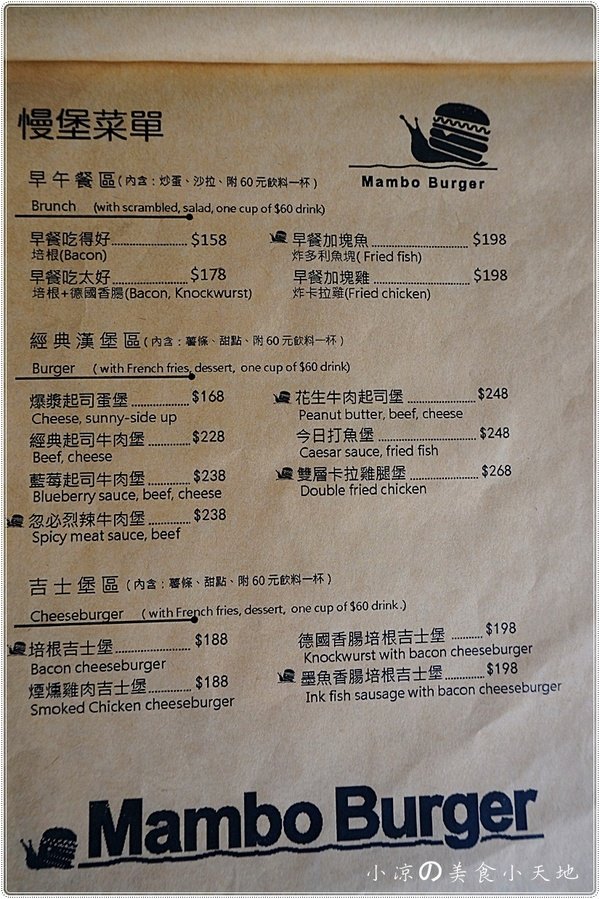 慢堡菜單
Mambo Burger
早午餐區(內含：炒蛋、沙拉、附60元飲料一杯)
Brunch (with scrambled, salad, one cup of $60 drink)
早餐吃得好 $158
培根(Bacon)
早餐吃太好 $178
培根+德國香腸(Bacon, Knockwurst)
早餐加塊魚 $198
炸多利魚塊( Fried fish)
早餐加塊雞 $198
炸卡拉雞(Fried chicken)
經典漢堡區(內含：薯條、甜點、附60元飲料一杯)
Burger ( with French fries, dessert, one cup of $60 drink)
爆漿起司蛋堡 $168
Cheese, sunny-side up
經典起司牛肉堡 $228
Beef, cheese
藍莓起司牛肉堡 $238
Blueberry sauce, beef, cheese
忽必烈辣牛肉堡 $238
Spicy meat sauce, beef
花生牛肉起司堡 $248
Peanut butter, beef, cheese
今日打魚堡 $248
Caesar sauce, fried fish
雙層卡拉雞腿堡 $268
Double fried chicken
吉士堡區(內含：薯條、甜點、附60元飲料一杯)
Cheeseburger ( with French fries, dessert, one cup of $60 drink.)
培根吉士堡 $188
Bacon cheeseburger
煙燻雞肉吉士堡 $188
Smoked Chicken cheeseburger
德國香腸培根吉士堡 $198
Knockwurst with bacon cheeseburger
墨魚香腸培根吉士堡 $198
Ink fish sausage with bacon cheeseburger
Mambo Burger
小凉の美食小天地